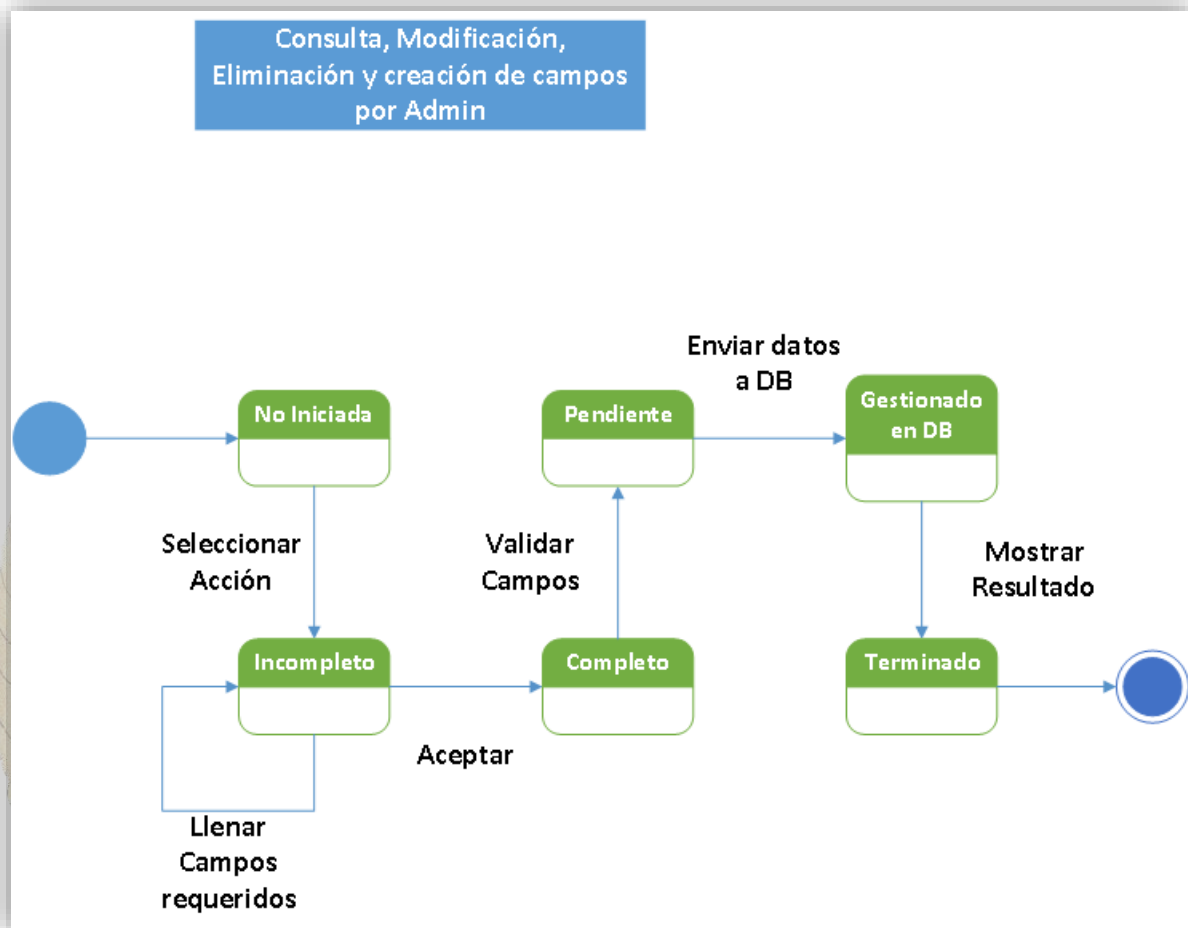 Consulta, Modificación,
Eliminación y creación de campos
por Admin
Enviar datos
a DB
No Iniciada
Pendiente
Gestionado
en DB
Seleccionar
Acción
Validar
Campos
Mostrar
Resultado
Incompleto
Completo
Terminado
Aceptar
Llenar
Campos
requeridos